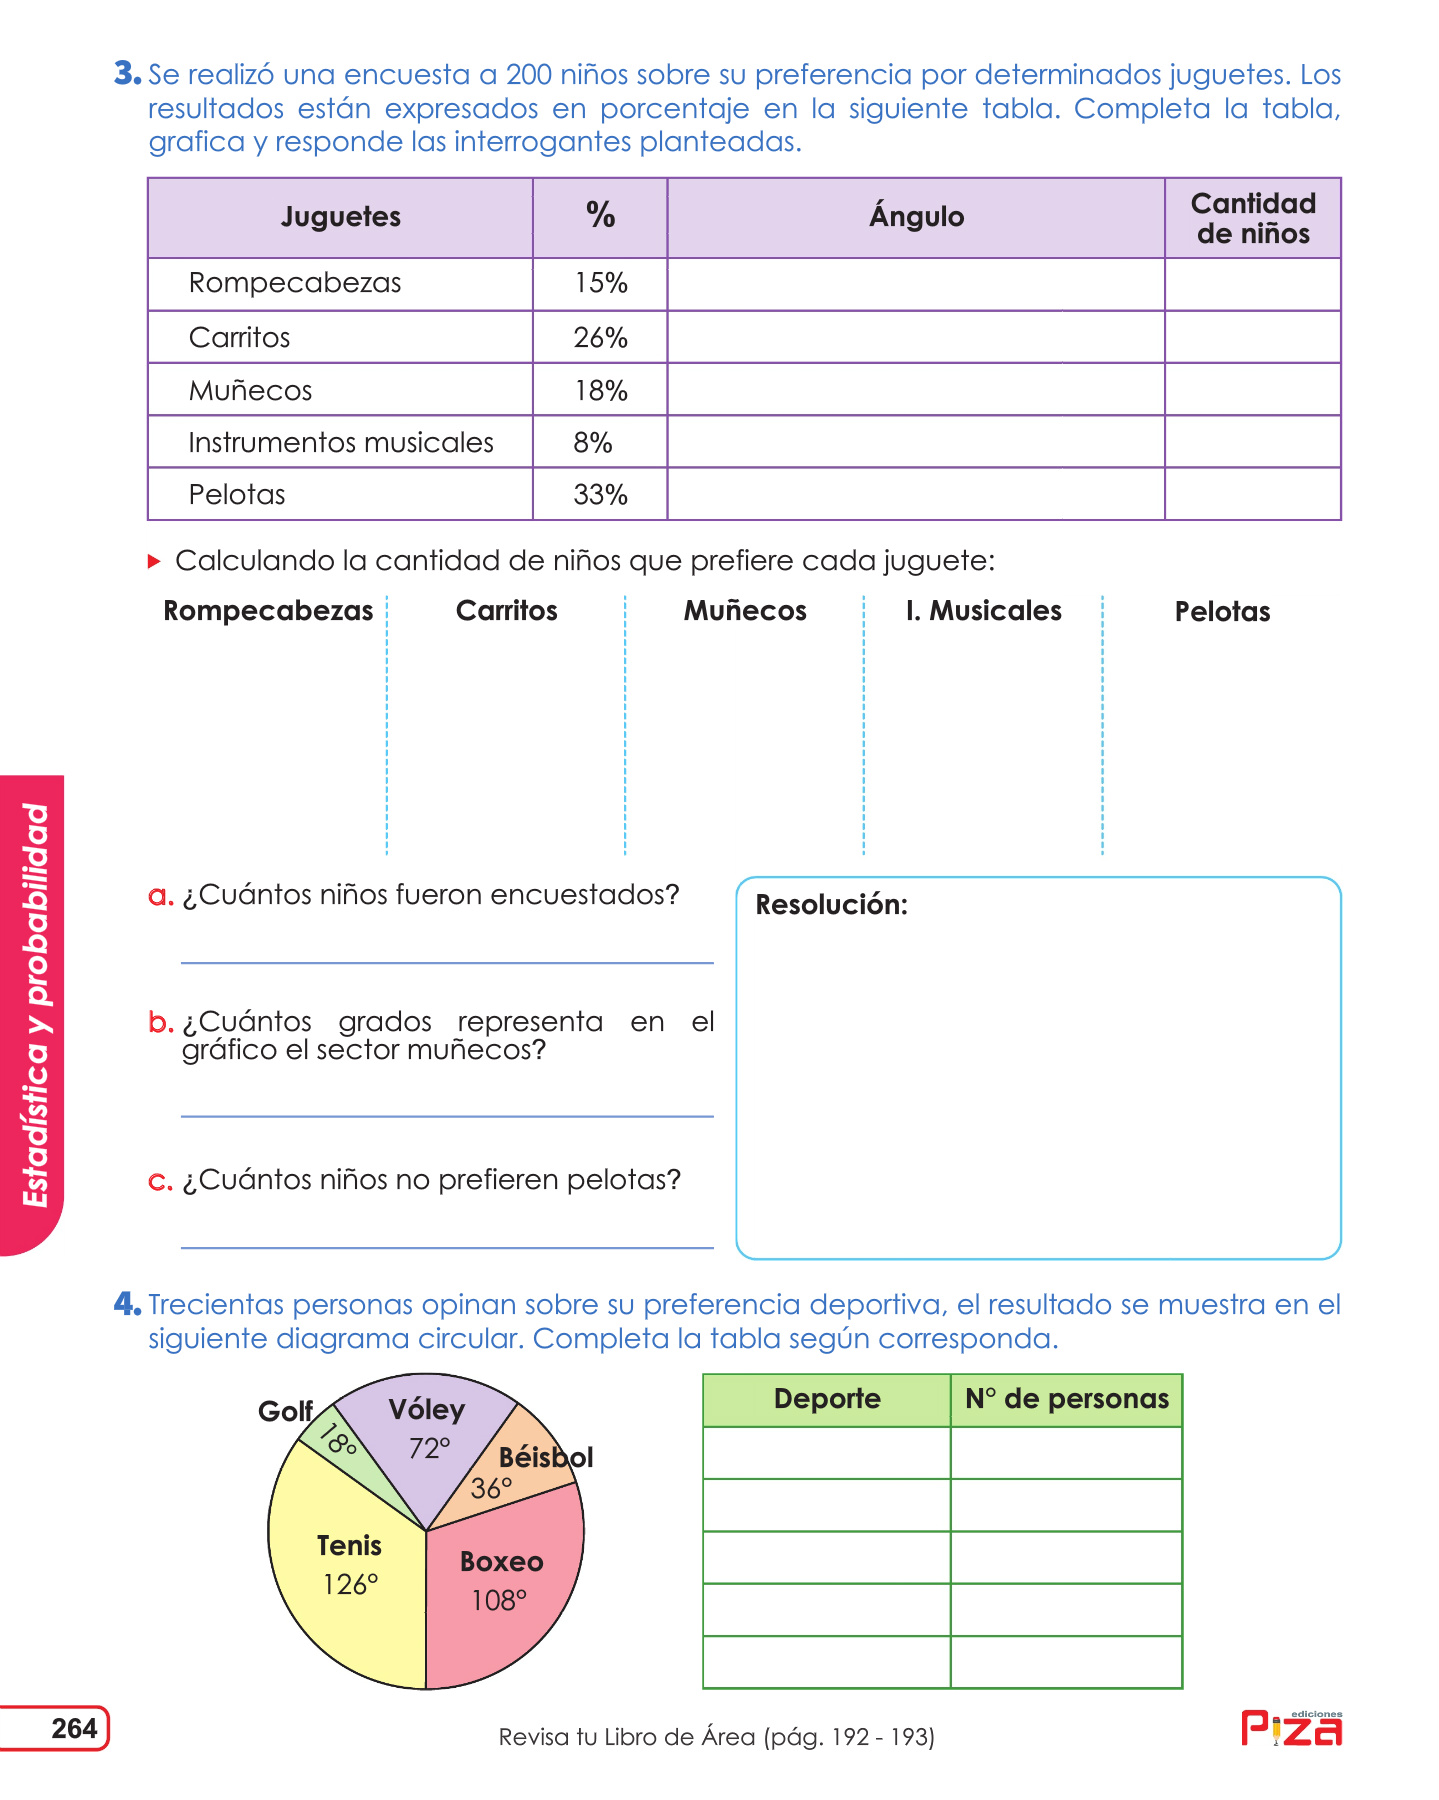 3. Se realizó una encuesta a 200 niños sobre su preferencia por determinados juguetes. Los
resultados están expresados en porcentaje en la siguiente tabla. Completa la tabla,
grafica y responde las interrogantes planteadas.
Juguetes % Ángulo Cantidad de niños
Rompecabezas 15%
Carritos 26%
Muñecos 18%
Instrumentos musicales 8%
Pelotas 33%
Calculando la cantidad de niños que prefiere cada juguete:
Rompecabezas Carritos Muñecos I. Musicales Pelotas
a. ¿Cuántos niños fueron encuestados?
b. ¿Cuántos grados representa en el
gráfico el sector muñecos?
c. ¿Cuántos niños no prefieren pelotas?
Resolución:
Estadística y probabilidad
4. Trecientas personas opinan sobre su preferencia deportiva, el resultado se muestra en el
siguiente diagrama circular. Completa la tabla según corresponda.
Golf
18°
Vóley
72°
Béisbol
36°
Tenis
126°
Boxeo
108°
Deporte N° de personas
264
Revisa tu Libro de Área (pág. 192 - 193)
ediciones
Piza